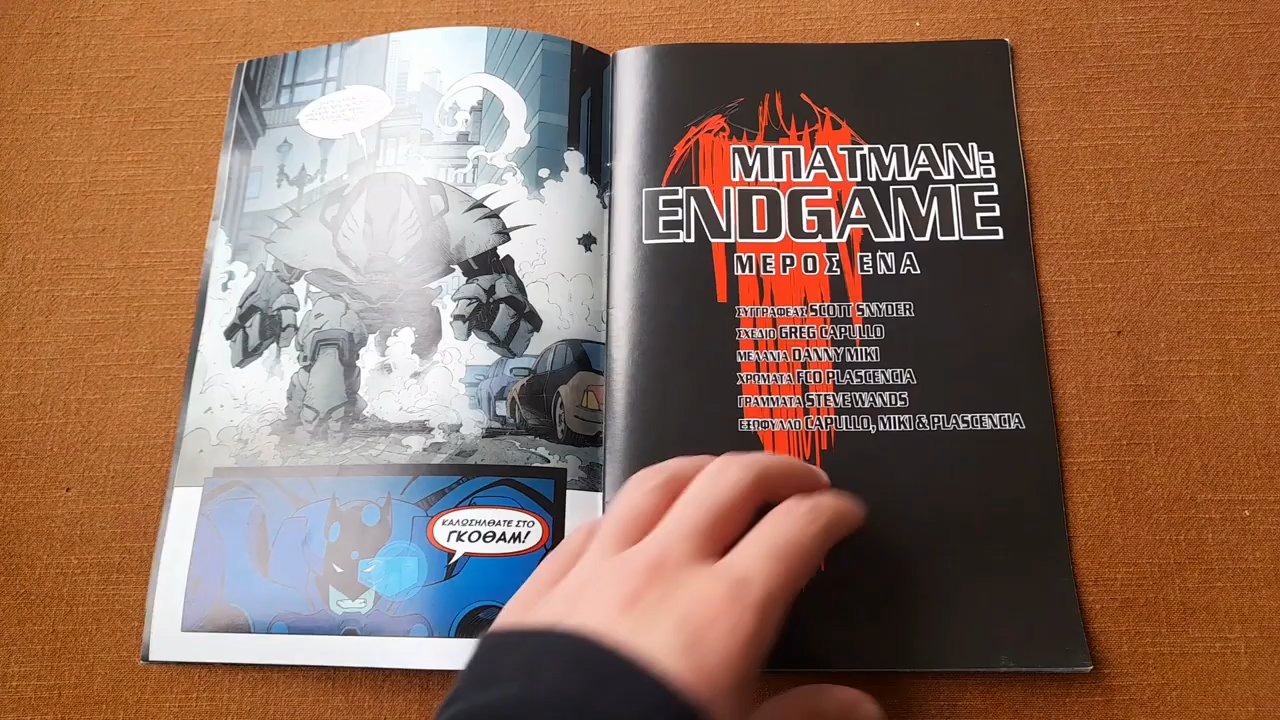 ΚΑΛΩΣΗΛΘΑΤΕ ΣΤΟ
ΓΚΟΘΑΜ!
ΜΠΑΤΜΑΝ:
ENDGAME
ΜΕΡΟΣ ΕΝΑ
ΣΥΓΓΡΑΦΕΑΣ SCOTT SNYDER
ΣΧΕΔΙΟ GREG CAPULLO
ΜΕΛΑΝΙΑ DANNY MIKI
ΧΡΩΜΑΤΑ FCO PLASCENCIA
ΓΡΑΜΜΑΤΑ STEVE WANDS
ΕΞΩΦΥΛΛΟ CAPULLO, MIKI & PLASCENCIA